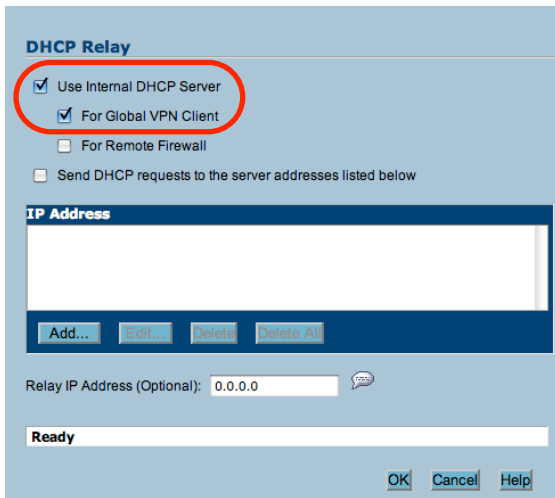 DHCP Relay
Use Internal DHCP Server
For Global VPN Client
For Remote Firewall
Send DHCP requests to the server addresses listed below
IP Address
Add... Edit... Delete Delete All
Relay IP Address (Optional): 0.0.0.0
Ready
OK Cancel Help